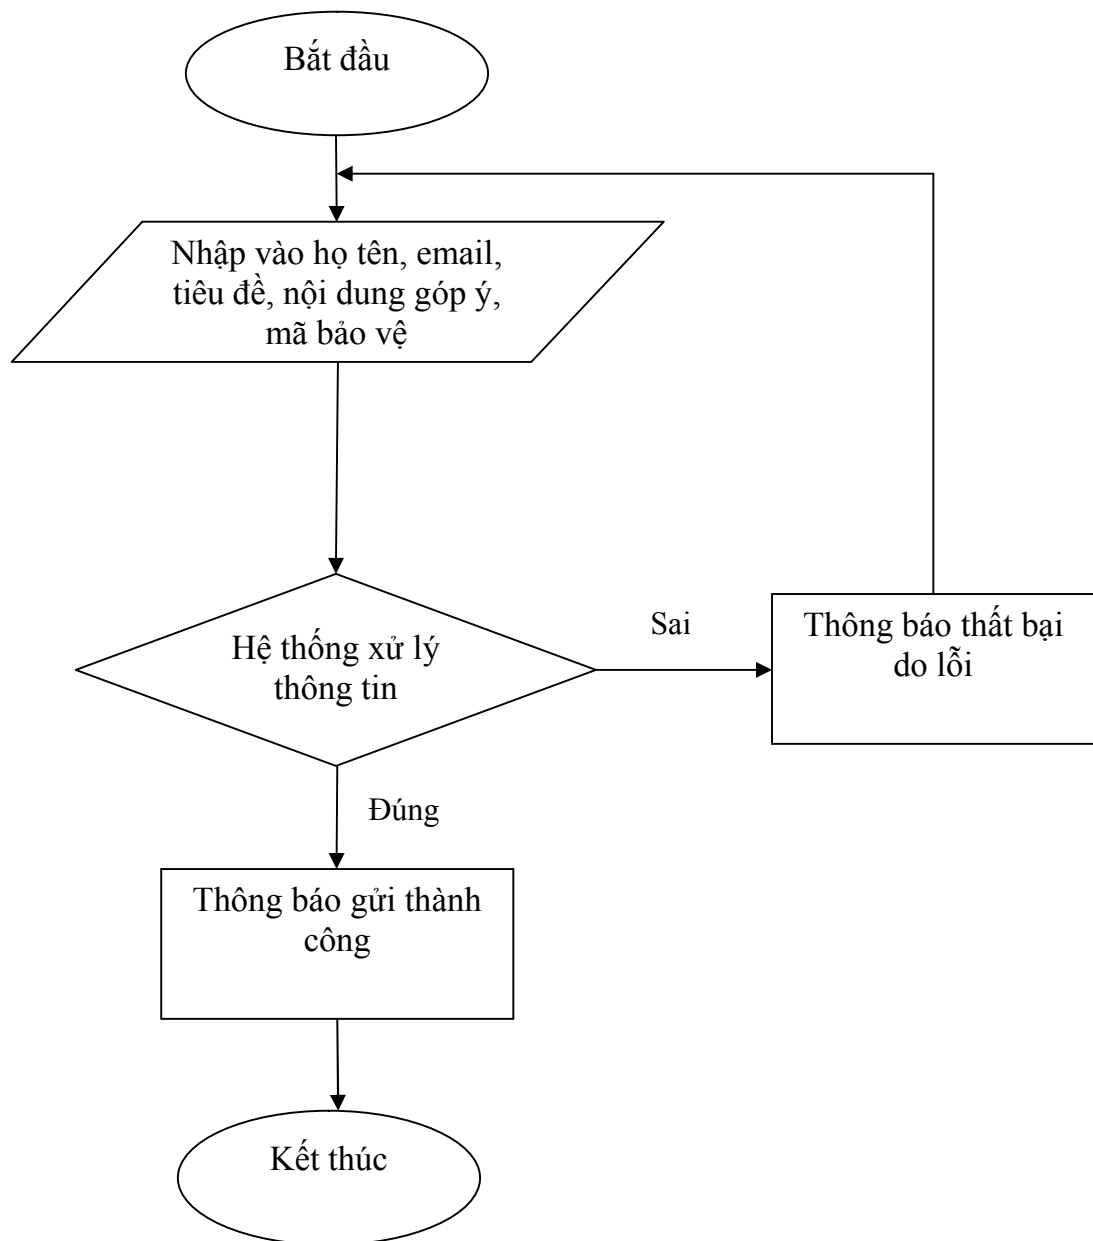 Bắt đầu
Nhập vào họ tên, email,
tiêu đề, nội dung góp ý,
mã bảo vệ
Hệ thống xử lý
thông tin
Sai
Thông báo thất bại
do lỗi
Đúng
Thông báo gửi thành
công
Kết thúc